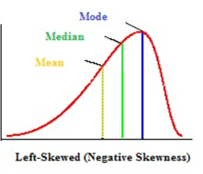 Mode
Median
Mean
Left-Skewed (Negative Skewness)